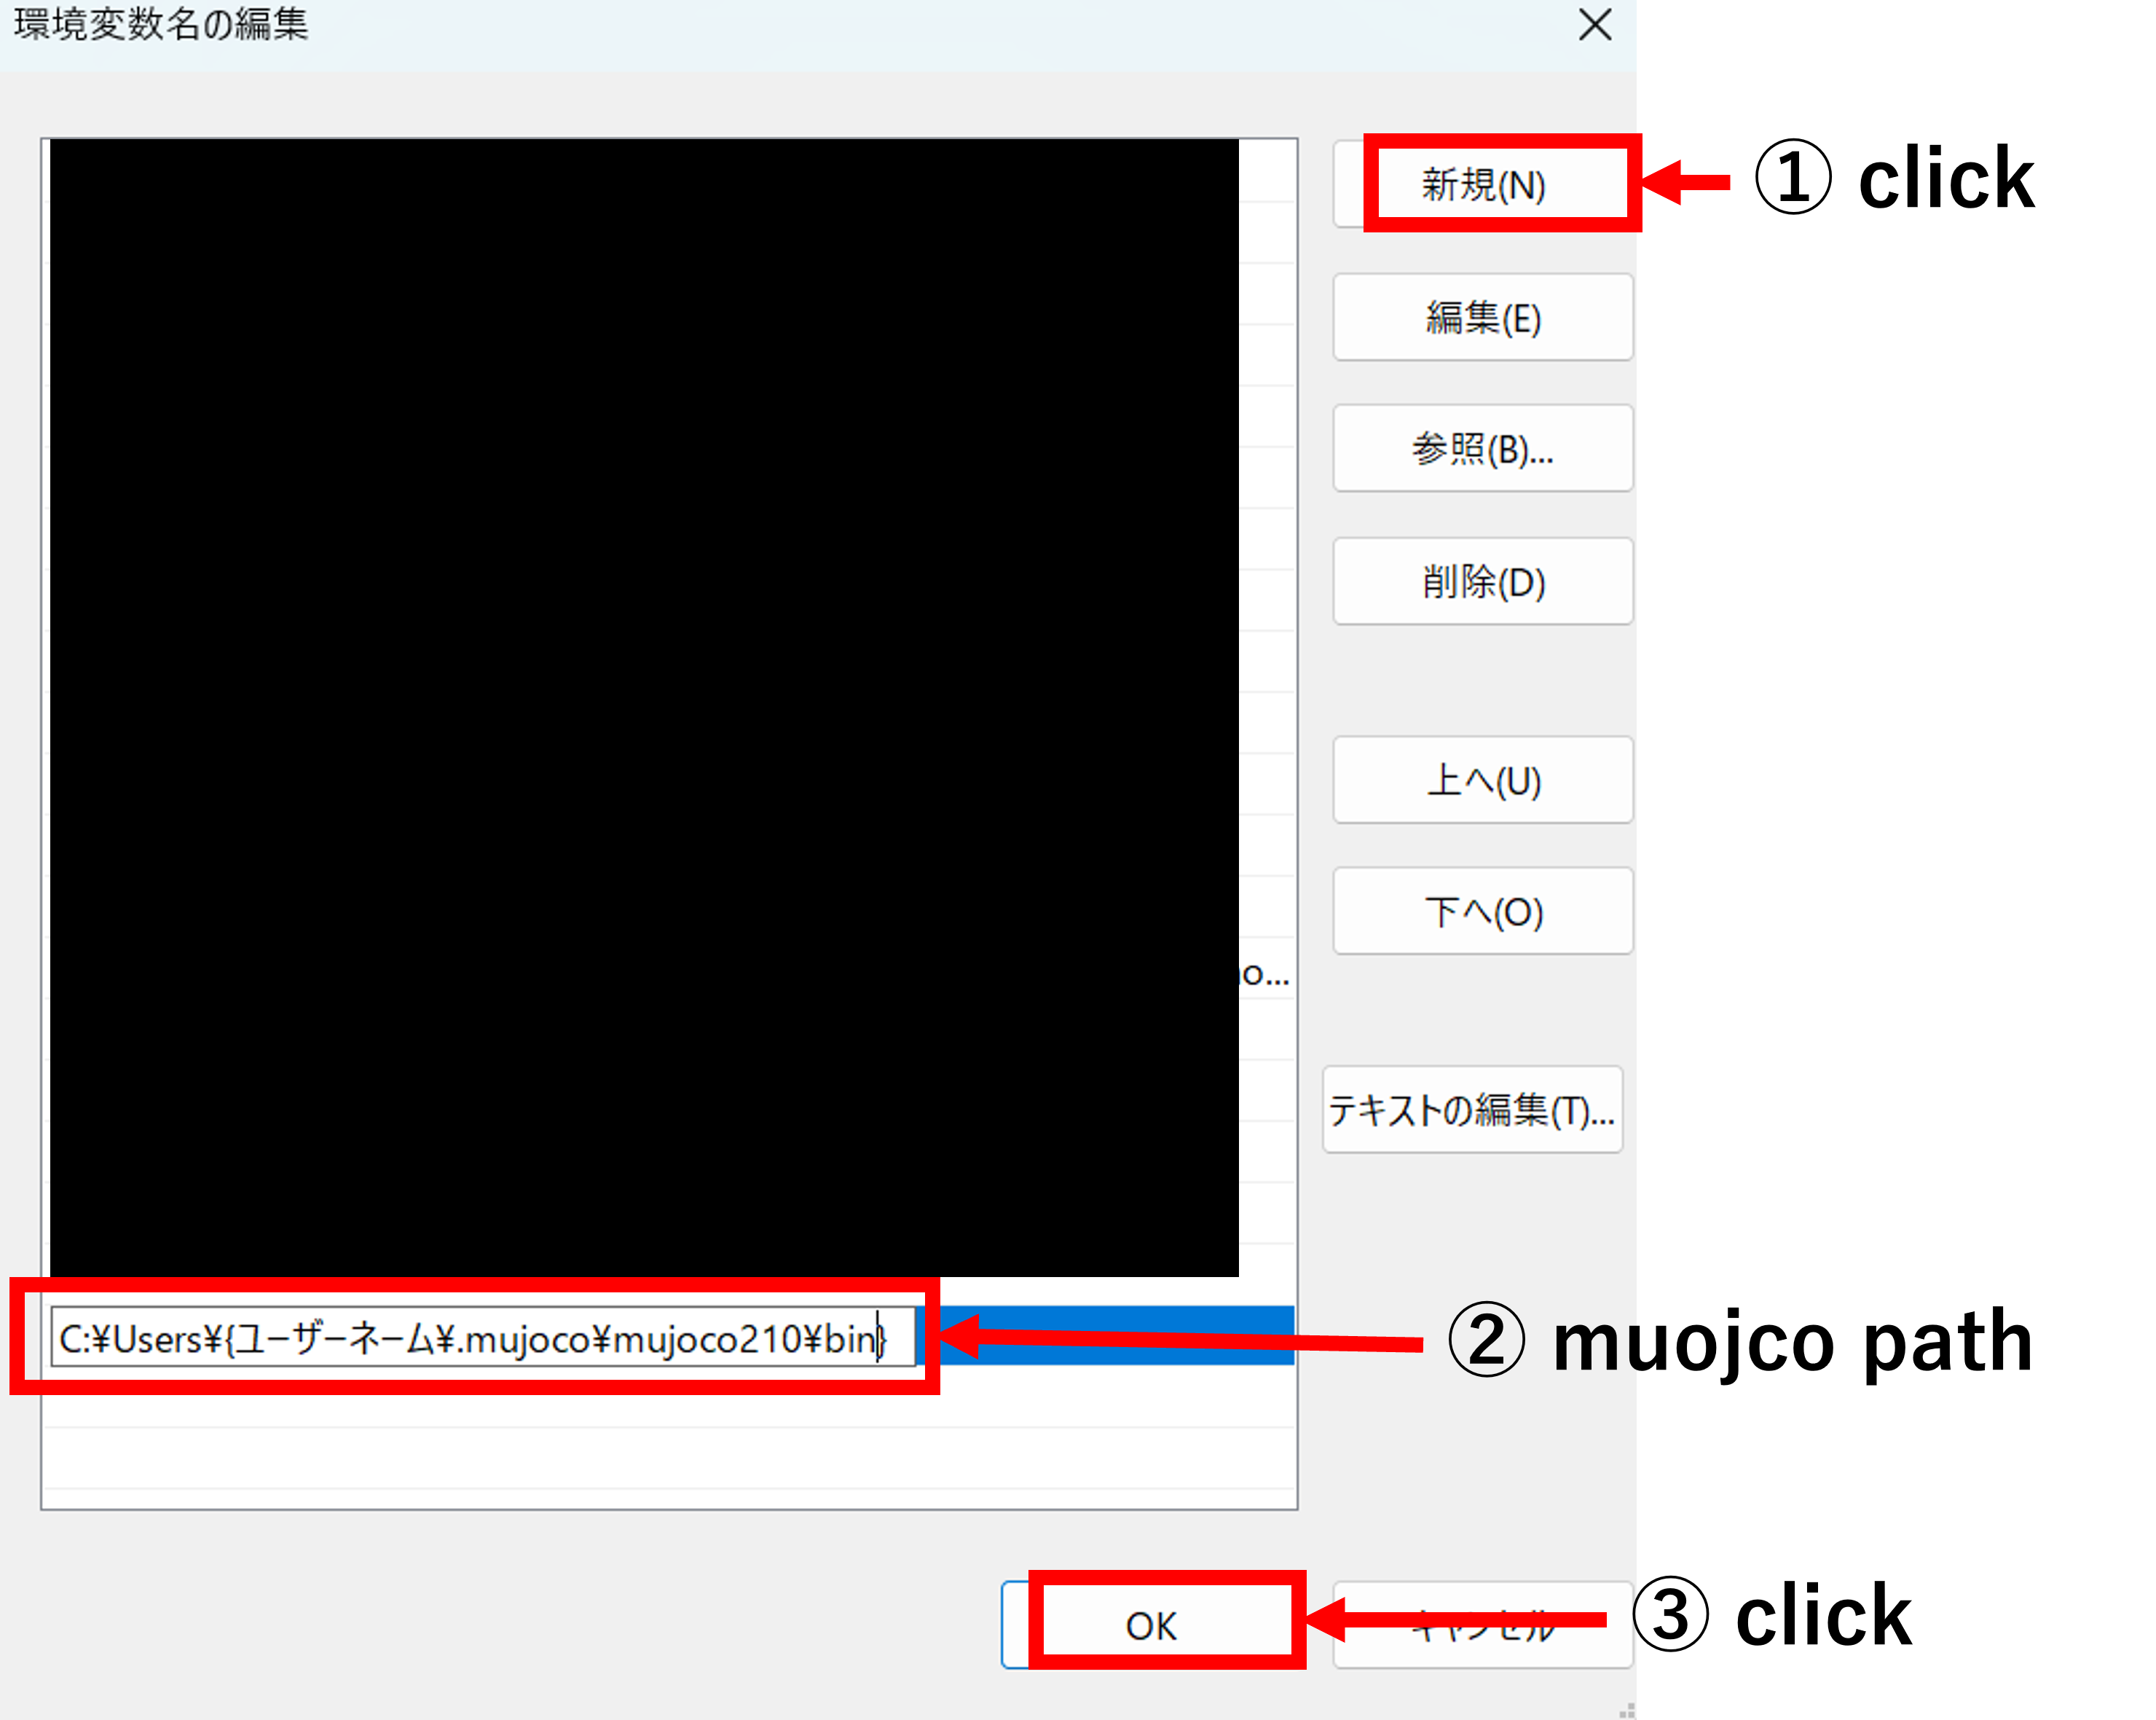 環境変数名の編集
新規(N)
① click
編集(E)
参照(B)...
削除(D)
上へ(U)
下へ(O)
o...
テキストの編集(T)...
C:¥Users¥{ユーザーネーム¥.mujoco¥mujoco210¥bin}
② muojco path
OK
キャンセル
③ click